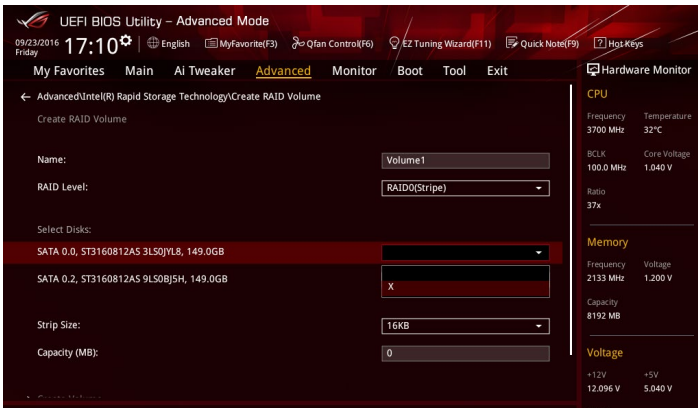 UEFI BIOS Utility – Advanced Mode
09/23/2016 Friday 17:10 English MyFavorite(F3) Qfan Control(F6) EZ Tuning Wizard(F11) Quick Note(F9) Hot Keys
My Favorites Main Ai Tweaker Advanced Monitor Boot Tool Exit
Hardware Monitor
← Advanced\Intel(R) Rapid Storage Technology\Create RAID Volume
Create RAID Volume
Name: Volume1
RAID Level: RAID0(Stripe)
Select Disks:
SATA 0.0, ST3160812AS 3LS0JYL8, 149.0GB
X
SATA 0.2, ST3160812AS 9LS0BJ5H, 149.0GB
Strip Size: 16KB
Capacity (MB): 0
Create Volume
CPU
Frequency Temperature
3700 MHz 32°C
BCLK Core Voltage
100.0 MHz 1.040 V
Ratio
37x
Memory
Frequency Voltage
2133 MHz 1.200 V
Capacity
8192 MB
Voltage
+12V +5V
12.096 V 5.040 V